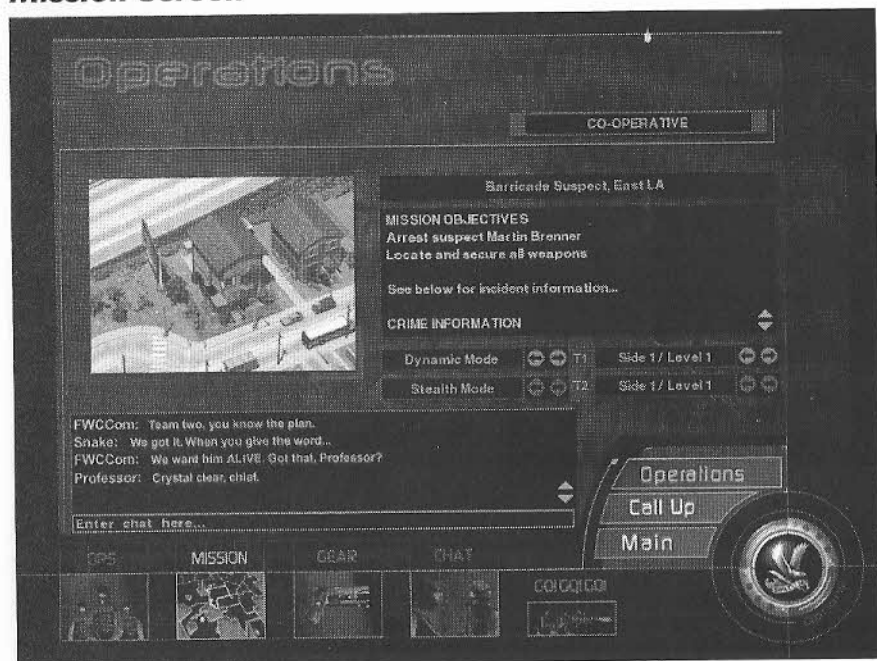 Mission Screen
Operations
CO-OPERATIVE
Barricade Suspect, East LA
MISSION OBJECTIVES
Arrest suspect Martin Brenner
Locate and secure all weapons
See below for incident information...
CRIME INFORMATION
Dynamic Mode T1 Side 1 / Level 1
Stealth Mode T2 Side 1 / Level 1
FWCCom: Team two, you know the plan.
Snake: We got it. When you give the word...
FWCCom: We want him ALIVE. Got that, Professor?
Professor: Crystal clear, chief.
Enter chat here...
Operations
Call Up
Main
OPS MISSION GEAR CHAT
GO!GO!GO!